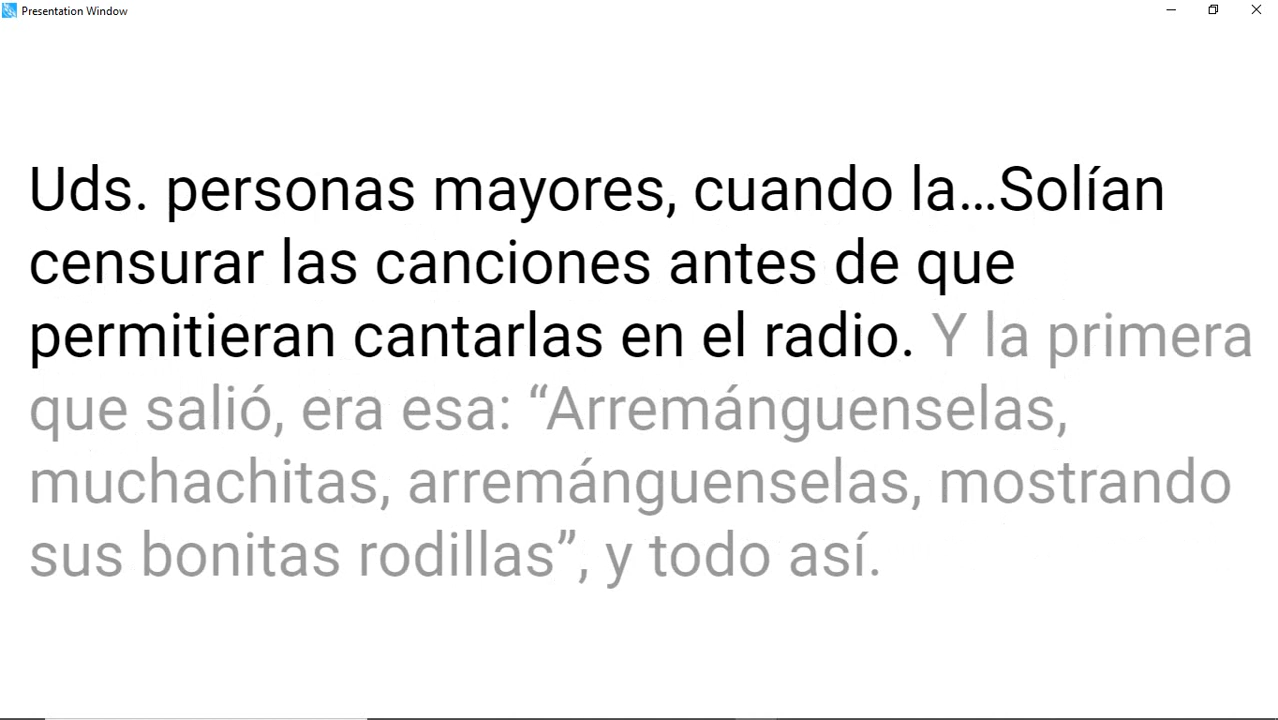 Presentation Window
Uds. personas mayores, cuando la...Solían
censurar las canciones antes de que
permitieran cantarlas en el radio. Y la primera
que salió, era esa: “Arremánguenselas,
muchachitas, arremánguenselas, mostrando
sus bonitas rodillas”, y todo así.